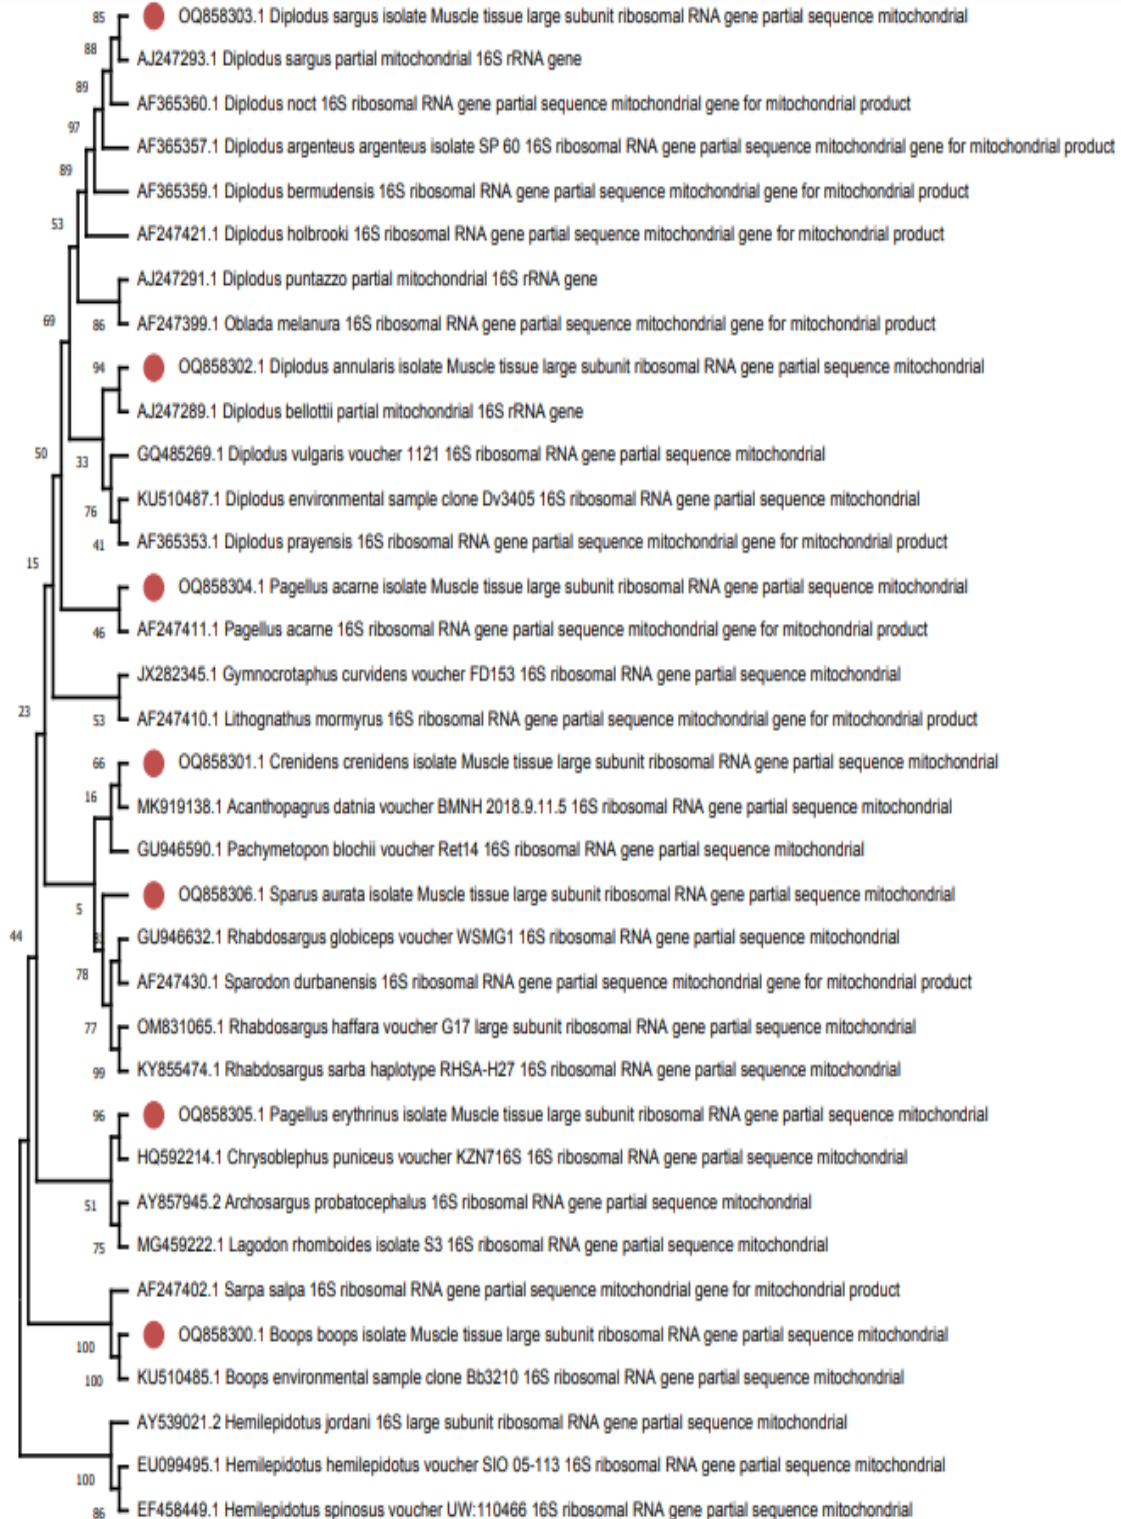 85
OQ858303.1 Diplodus sargus isolate Muscle tissue large subunit ribosomal RNA gene partial sequence mitochondrial
88
AJ247293.1 Diplodus sargus partial mitochondrial 16S rRNA gene
89
AF365360.1 Diplodus noct 16S ribosomal RNA gene partial sequence mitochondrial gene for mitochondrial product
97
AF365357.1 Diplodus argenteus argenteus isolate SP 60 16S ribosomal RNA gene partial sequence mitochondrial gene for mitochondrial product
89
AF365359.1 Diplodus bermudensis 16S ribosomal RNA gene partial sequence mitochondrial gene for mitochondrial product
53
AF247421.1 Diplodus holbrooki 16S ribosomal RNA gene partial sequence mitochondrial gene for mitochondrial product
AJ247291.1 Diplodus puntazzo partial mitochondrial 16S rRNA gene
69
86
AF247399.1 Oblada melanura 16S ribosomal RNA gene partial sequence mitochondrial gene for mitochondrial product
94
OQ858302.1 Diplodus annularis isolate Muscle tissue large subunit ribosomal RNA gene partial sequence mitochondrial
AJ247289.1 Diplodus bellottii partial mitochondrial 16S rRNA gene
50
33
GQ485269.1 Diplodus vulgaris voucher 1121 16S ribosomal RNA gene partial sequence mitochondrial
KU510487.1 Diplodus environmental sample clone Dv3405 16S ribosomal RNA gene partial sequence mitochondrial
76
41
AF365353.1 Diplodus prayensis 16S ribosomal RNA gene partial sequence mitochondrial gene for mitochondrial product
15
OQ858304.1 Pagellus acarne isolate Muscle tissue large subunit ribosomal RNA gene partial sequence mitochondrial
46
AF247411.1 Pagellus acarne 16S ribosomal RNA gene partial sequence mitochondrial gene for mitochondrial product
JX282345.1 Gymnocrotaphus curvidens voucher FD153 16S ribosomal RNA gene partial sequence mitochondrial
23
53
AF247410.1 Lithognathus mormyrus 16S ribosomal RNA gene partial sequence mitochondrial gene for mitochondrial product
66
OQ858301.1 Crenidens crenidens isolate Muscle tissue large subunit ribosomal RNA gene partial sequence mitochondrial
16
MK919138.1 Acanthopagrus datnia voucher BMNH 2018.9.11.5 16S ribosomal RNA gene partial sequence mitochondrial
GU946590.1 Pachymetopon blochii voucher Ret14 16S ribosomal RNA gene partial sequence mitochondrial
OQ858306.1 Sparus aurata isolate Muscle tissue large subunit ribosomal RNA gene partial sequence mitochondrial
5
44
GU946632.1 Rhabdosargus globiceps voucher WSMG1 16S ribosomal RNA gene partial sequence mitochondrial
78
AF247430.1 Sparodon durbanensis 16S ribosomal RNA gene partial sequence mitochondrial gene for mitochondrial product
77
OM831065.1 Rhabdosargus haffara voucher G17 large subunit ribosomal RNA gene partial sequence mitochondrial
99
KY855474.1 Rhabdosargus sarba haplotype RHSA-H27 16S ribosomal RNA gene partial sequence mitochondrial
96
OQ858305.1 Pagellus erythrinus isolate Muscle tissue large subunit ribosomal RNA gene partial sequence mitochondrial
HQ592214.1 Chrysoblephus puniceus voucher KZN716S 16S ribosomal RNA gene partial sequence mitochondrial
51
AY857945.2 Archosargus probatocephalus 16S ribosomal RNA gene partial sequence mitochondrial
75
MG459222.1 Lagodon rhomboides isolate S3 16S ribosomal RNA gene partial sequence mitochondrial
AF247402.1 Sarpa salpa 16S ribosomal RNA gene partial sequence mitochondrial gene for mitochondrial product
100
OQ858300.1 Boops boops isolate Muscle tissue large subunit ribosomal RNA gene partial sequence mitochondrial
100
KU510485.1 Boops environmental sample clone Bb3210 16S ribosomal RNA gene partial sequence mitochondrial
AY539021.2 Hemilepidotus jordani 16S large subunit ribosomal RNA gene partial sequence mitochondrial
100
EU099495.1 Hemilepidotus hemilepidotus voucher SIO 05-113 16S ribosomal RNA gene partial sequence mitochondrial
86
EF458449.1 Hemilepidotus spinosus voucher UW:110466 16S ribosomal RNA gene partial sequence mitochondrial